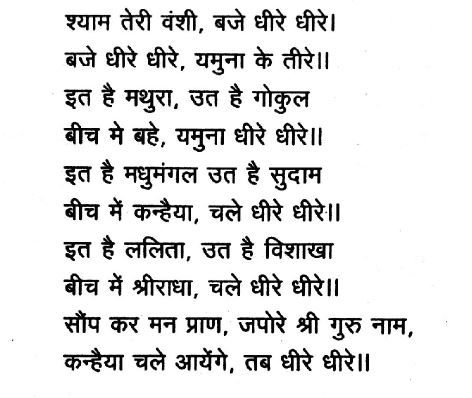 श्याम तेरी वंशी, बजे धीरे धीरे।
बजे धीरे धीरे, यमुना के तीरे॥
इत है मथुरा, उत है गोकुल
बीच मे बहे, यमुना धीरे धीरे॥
इत है मधुमंगल उत है सुदाम
बीच में कन्हैया, चले धीरे धीरे॥
इत है ललिता, उत है विशाखा
बीच में श्रीराधा, चले धीरे धीरे॥
सौंप कर मन प्राण, जपोरे श्री गुरु नाम,
कन्हैया चले आयेंगे, तब धीरे धीरे॥